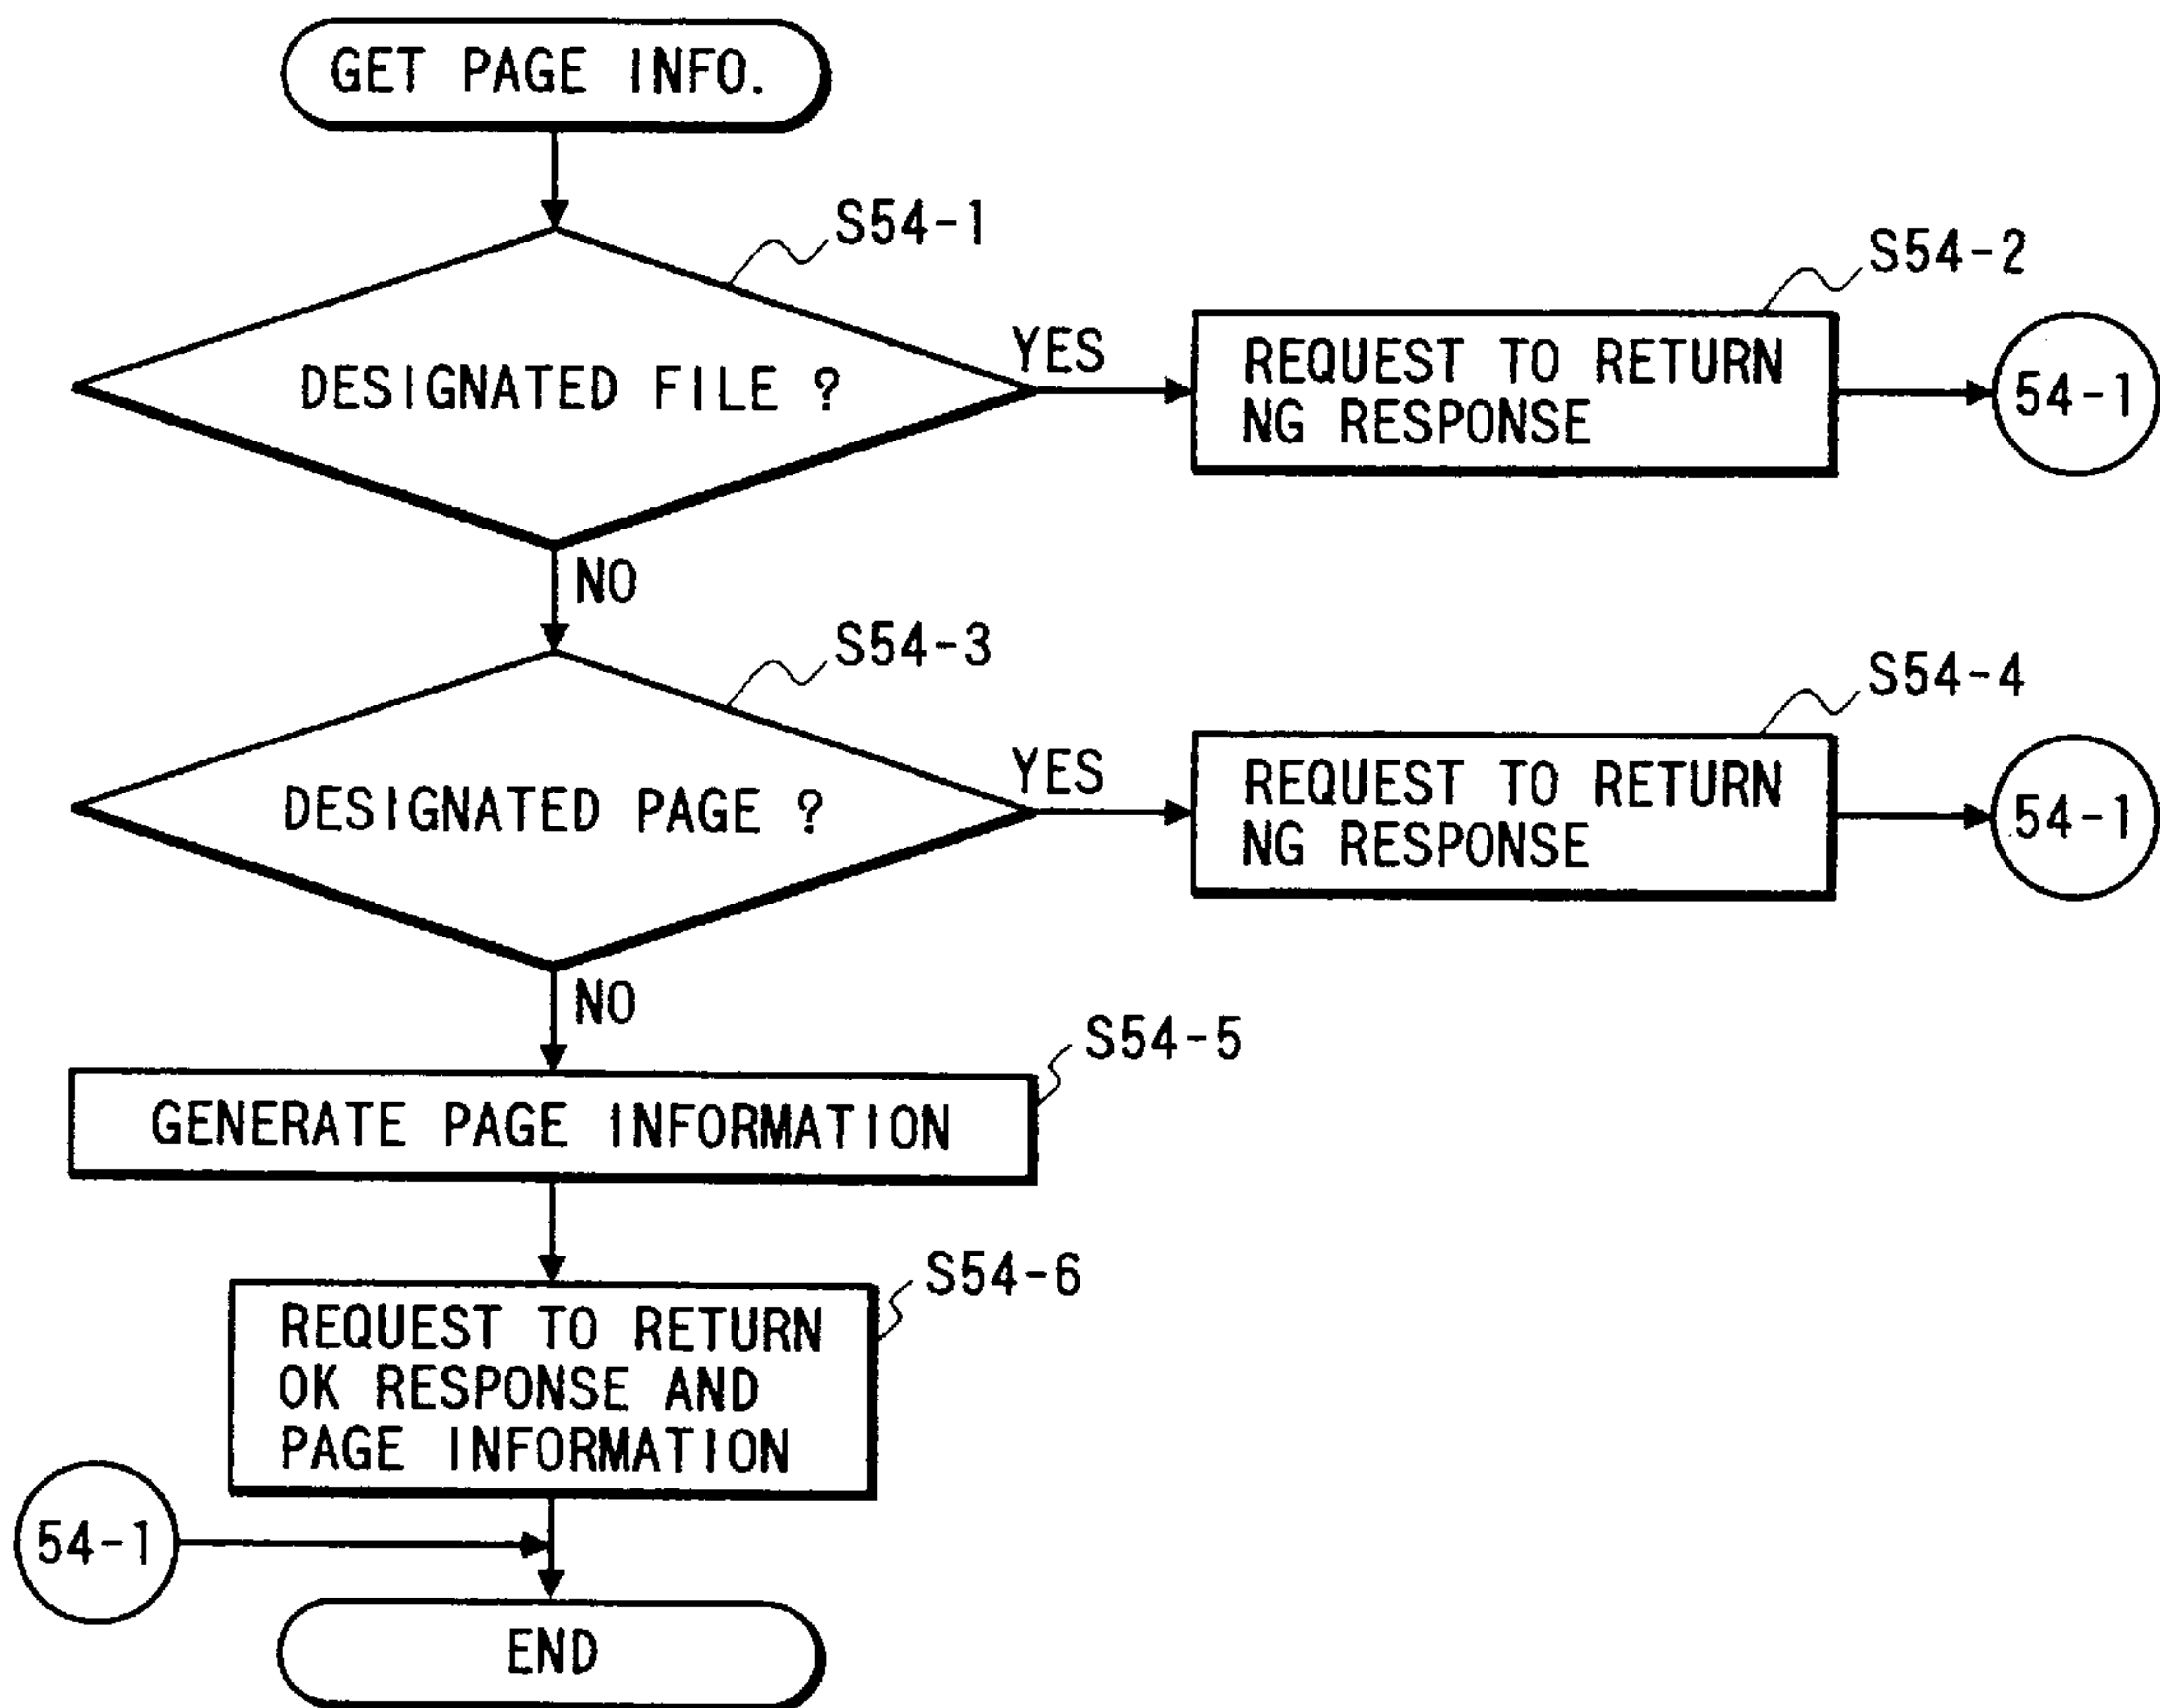 GET PAGE INFO.
S54-1
DESIGNATED FILE ?
YES
S54-2
REQUEST TO RETURN
NG RESPONSE
54-1
NO
S54-3
DESIGNATED PAGE ?
YES
S54-4
REQUEST TO RETURN
NG RESPONSE
54-1
NO
S54-5
GENERATE PAGE INFORMATION
S54-6
REQUEST TO RETURN
OK RESPONSE AND
PAGE INFORMATION
54-1
END